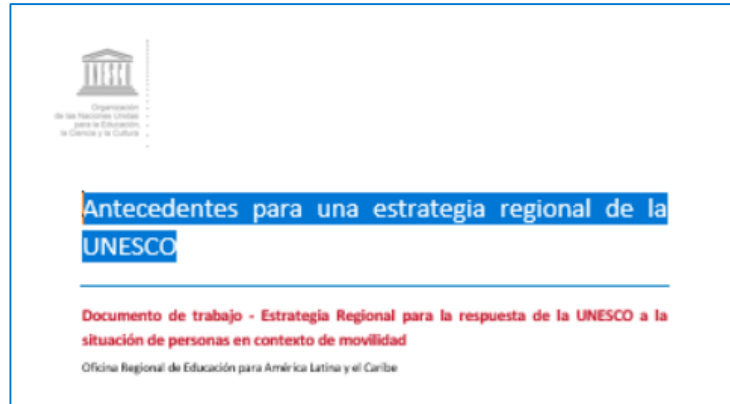 Organización
de las Naciones Unidas
para la Educación,
la Ciencia y la Cultura
Antecedentes para una estrategia regional de la
UNESCO
Documento de trabajo - Estrategia Regional para la respuesta de la UNESCO a la
situación de personas en contexto de movilidad
Oficina Regional de Educación para América Latina y el Caribe